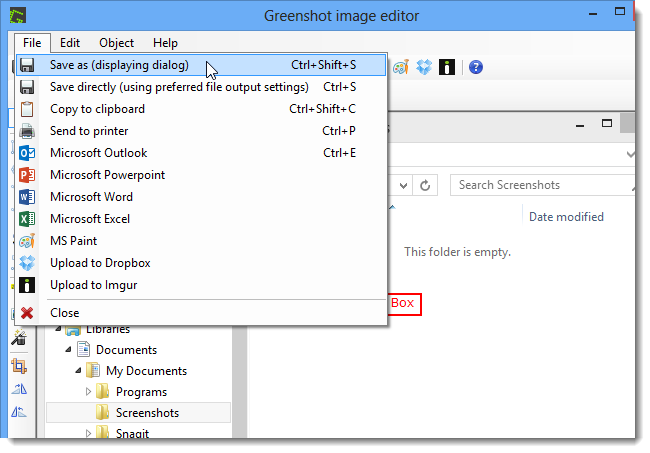 Greenshot image editor
File Edit Object Help
Save as (displaying dialog) Ctrl+Shift+S
Save directly (using preferred file output settings) Ctrl+S
Copy to clipboard Ctrl+Shift+C
Send to printer Ctrl+P
Microsoft Outlook Ctrl+E
Microsoft Powerpoint
Microsoft Word
Microsoft Excel
MS Paint
Upload to Dropbox
Upload to Imgur
Close
Search Screenshots
Date modified
This folder is empty.
Box
Libraries
Documents
My Documents
Programs
Screenshots
Snagit